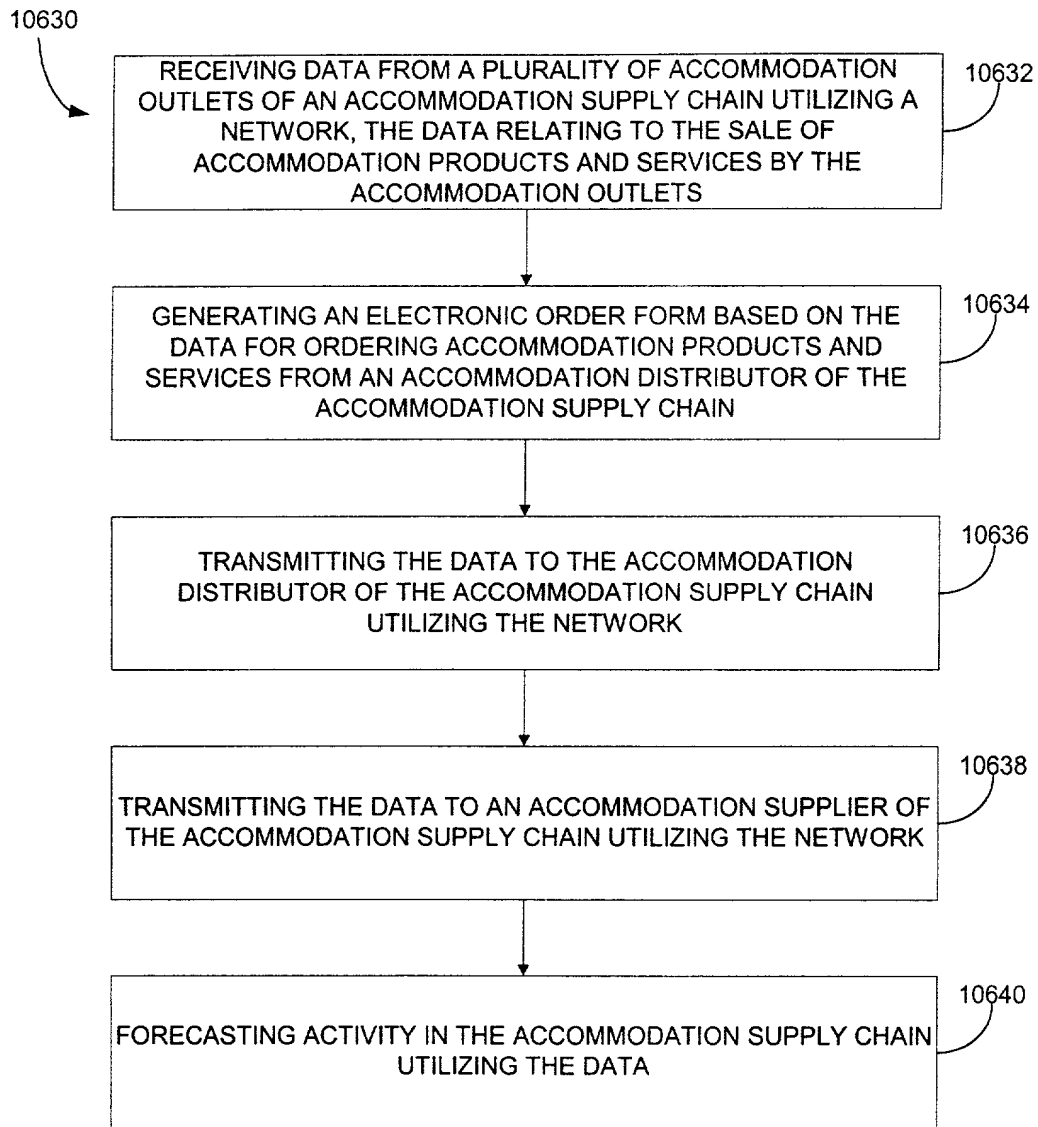 10630
RECEIVING DATA FROM A PLURALITY OF ACCOMMODATION
OUTLETS OF AN ACCOMMODATION SUPPLY CHAIN UTILIZING A
NETWORK, THE DATA RELATING TO THE SALE OF
ACCOMMODATION PRODUCTS AND SERVICES BY THE
ACCOMMODATION OUTLETS
10632
GENERATING AN ELECTRONIC ORDER FORM BASED ON THE
DATA FOR ORDERING ACCOMMODATION PRODUCTS AND
SERVICES FROM AN ACCOMMODATION DISTRIBUTOR OF THE
ACCOMMODATION SUPPLY CHAIN
10634
TRANSMITTING THE DATA TO THE ACCOMMODATION
DISTRIBUTOR OF THE ACCOMMODATION SUPPLY CHAIN
UTILIZING THE NETWORK
10636
TRANSMITTING THE DATA TO AN ACCOMMODATION SUPPLIER OF
THE ACCOMMODATION SUPPLY CHAIN UTILIZING THE NETWORK
10638
FORECASTING ACTIVITY IN THE ACCOMMODATION SUPPLY CHAIN
UTILIZING THE DATA
10640